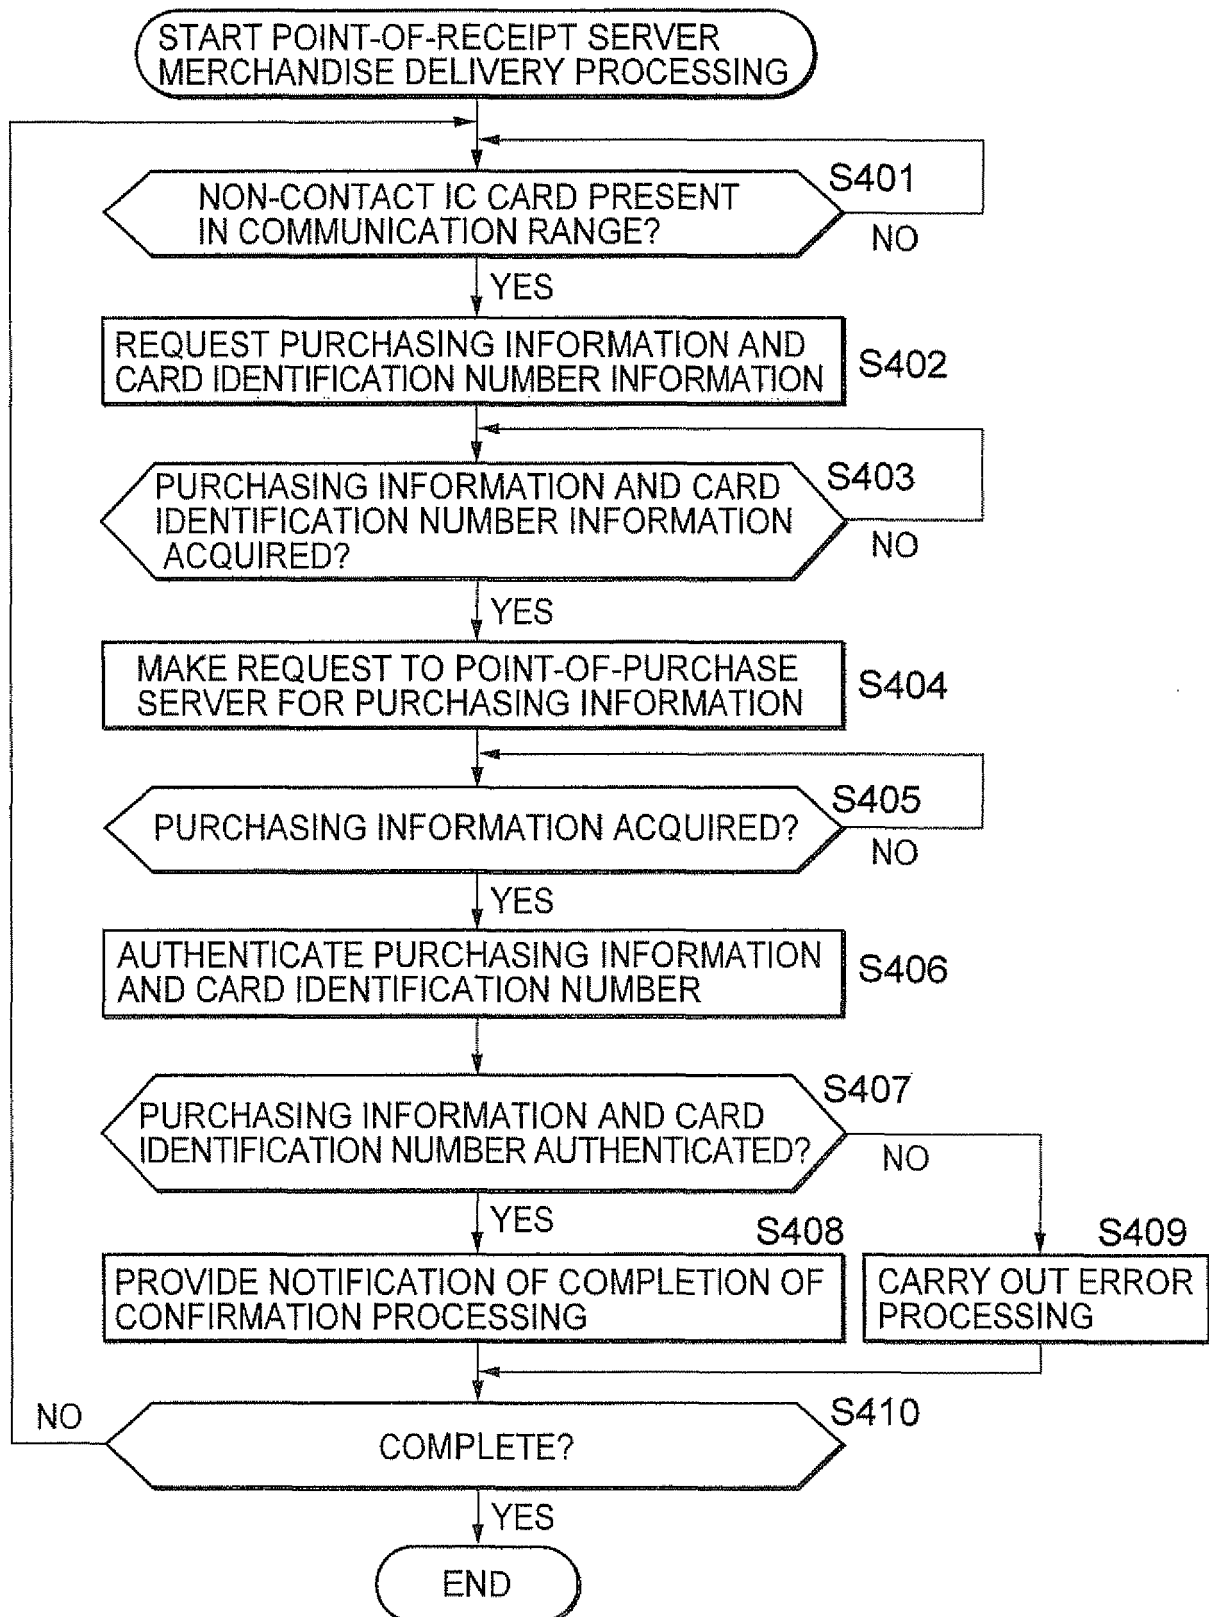 START POINT-OF-RECEIPT SERVER
MERCHANDISE DELIVERY PROCESSING
S401
NON-CONTACT IC CARD PRESENT
IN COMMUNICATION RANGE?
NO
YES
REQUEST PURCHASING INFORMATION AND
CARD IDENTIFICATION NUMBER INFORMATION
S402
S403
PURCHASING INFORMATION AND CARD
IDENTIFICATION NUMBER INFORMATION
ACQUIRED?
NO
YES
MAKE REQUEST TO POINT-OF-PURCHASE
SERVER FOR PURCHASING INFORMATION
S404
S405
PURCHASING INFORMATION ACQUIRED?
NO
YES
AUTHENTICATE PURCHASING INFORMATION
AND CARD IDENTIFICATION NUMBER
S406
S407
PURCHASING INFORMATION AND CARD
IDENTIFICATION NUMBER AUTHENTICATED?
NO
YES
S408
PROVIDE NOTIFICATION OF COMPLETION OF
CONFIRMATION PROCESSING
S409
CARRY OUT ERROR
PROCESSING
NO
S410
COMPLETE?
YES
END